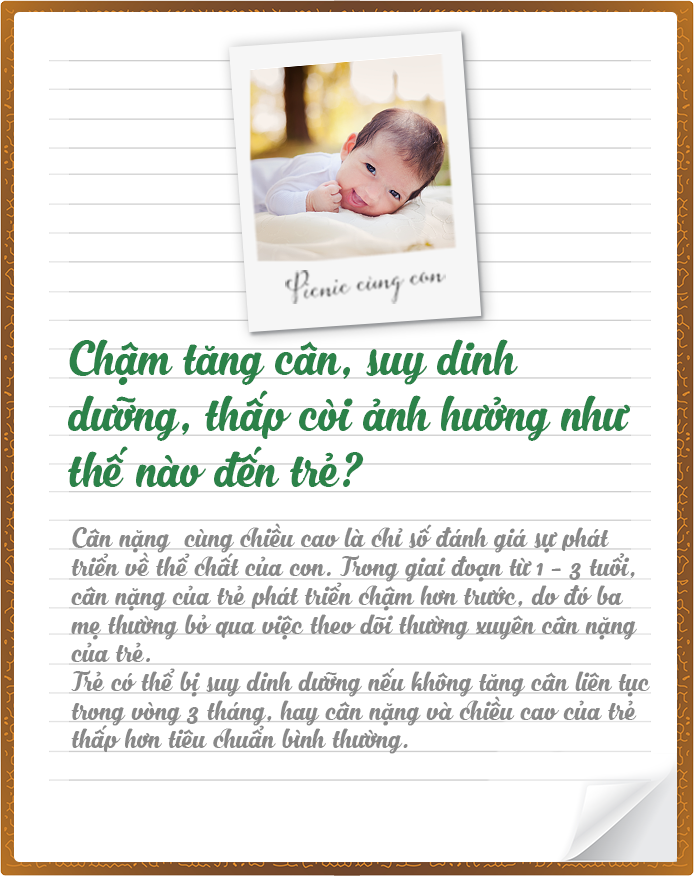 Picnic cùng con
Chậm tăng cân, suy dinh
dưỡng, thấp còi ảnh hưởng như
thế nào đến trẻ?
Cân nặng cùng chiều cao là chỉ số đánh giá sự phát
triển về thể chất của con. Trong giai đoạn từ 1 - 3 tuổi,
cân nặng của trẻ phát triển chậm hơn trước, do đó ba
mẹ thường bỏ qua việc theo dõi thường xuyên cân nặng
của trẻ.
Trẻ có thể bị suy dinh dưỡng nếu không tăng cân liên tục
trong vòng 3 tháng, hay cân nặng và chiều cao của trẻ
thấp hơn tiêu chuẩn bình thường.